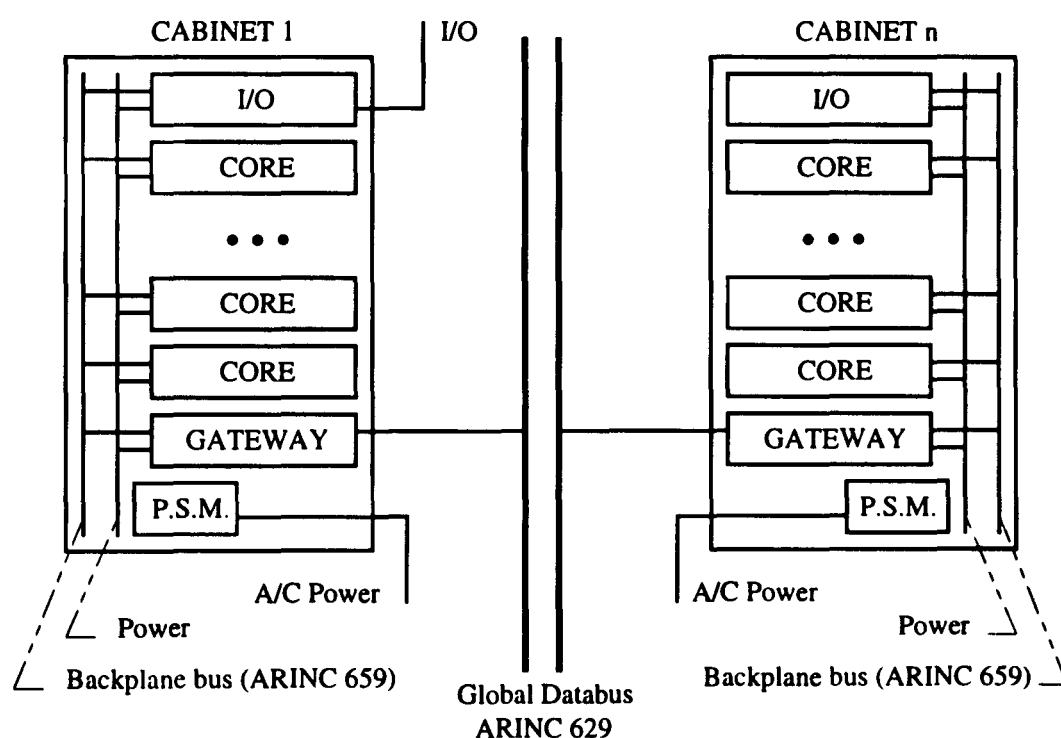 CABINET 1
I/O
CABINET n
I/O
CORE
CORE
CORE
GATEWAY
P.S.M.
I/O
CORE
CORE
CORE
GATEWAY
P.S.M.
A/C Power
Power
Backplane bus (ARINC 659)
Global Databus
ARINC 629
A/C Power
Power
Backplane bus (ARINC 659)